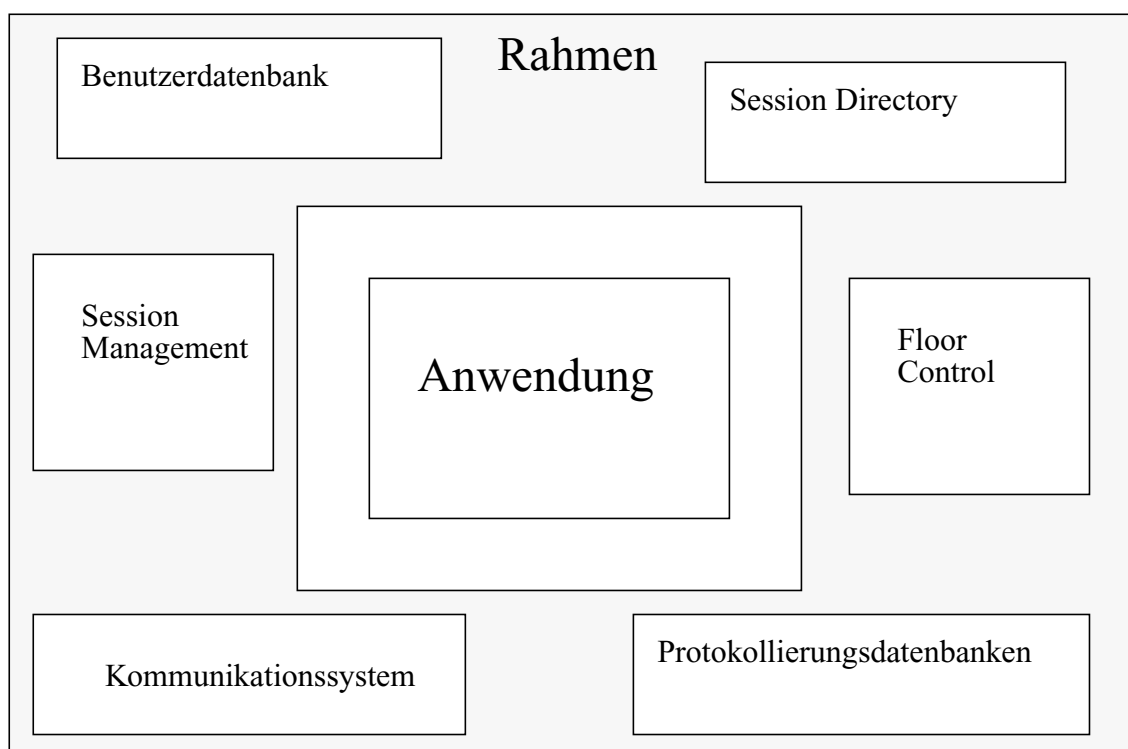 Rahmen
Benutzerdatenbank
Session Directory
Session
Management
Anwendung
Floor
Control
Kommunikationssystem
Protokollierungsdatenbanken